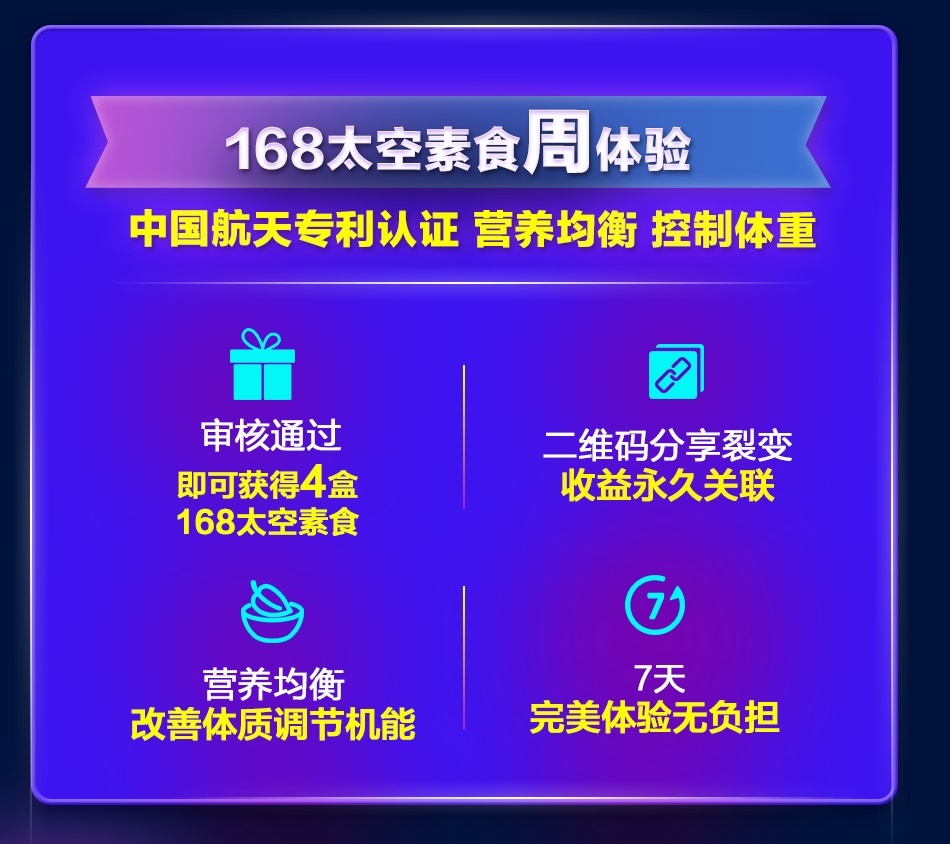 168太空素食周体验
中国航天专利认证 营养均衡 控制体重
审核通过
即可获得4盒
168太空素食
二维码分享裂变
收益永久关联
营养均衡
改善体质调节机能
7
7天
完美体验无负担